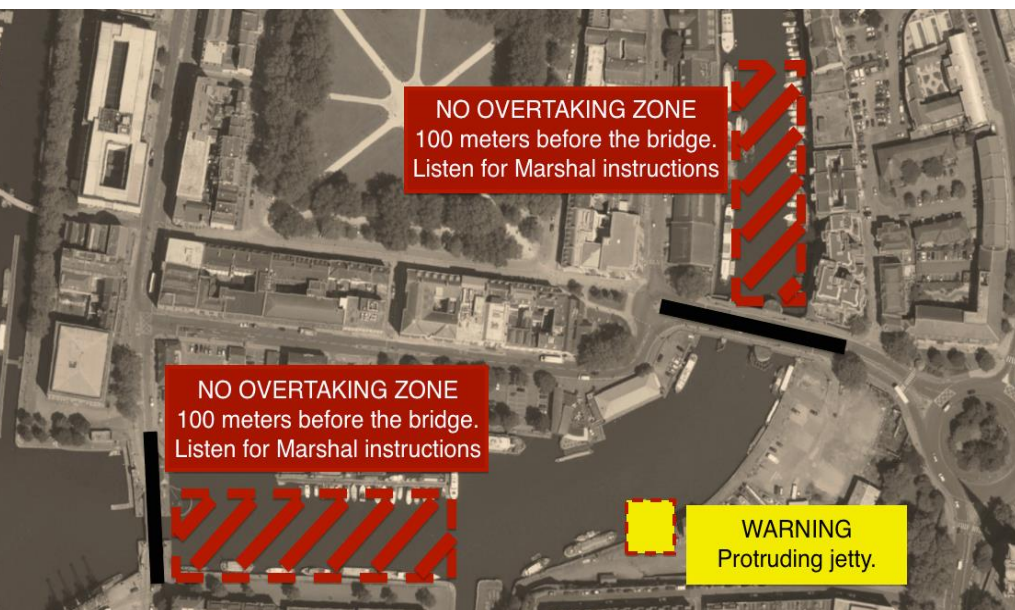 NO OVERTAKING ZONE
100 meters before the bridge.
Listen for Marshal instructions
NO OVERTAKING ZONE
100 meters before the bridge.
Listen for Marshal instructions
WARNING
Protruding jetty.